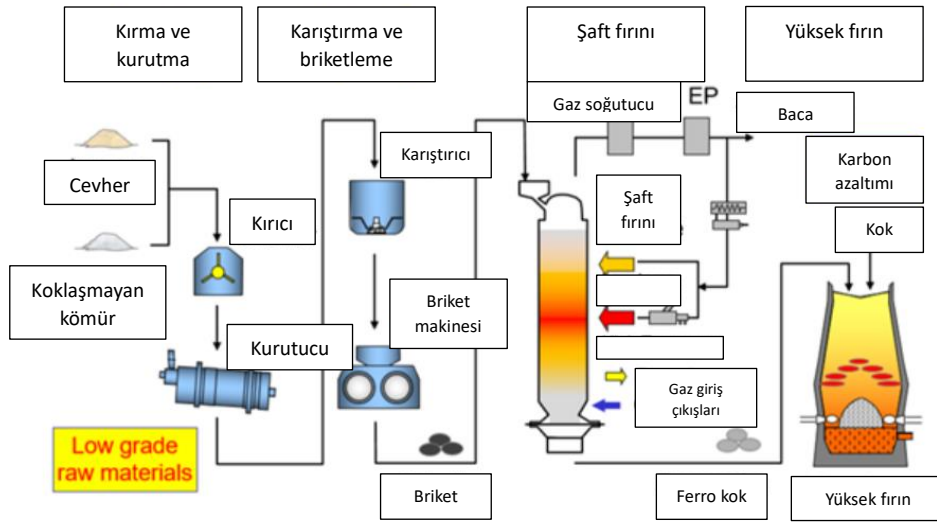 Kırma ve
kurutma
Karıştırma ve
briketleme
Şaft fırını
Yüksek fırın
Gaz soğutucu
EP
Baca
Cevher
Karıştırıcı
Karbon
azaltımı
Kırıcı
Şaft
fırını
Kok
Koklaşmayan
kömür
Briket
makinesi
Kurutucu
Gaz giriş
çıkışları
Low grade
raw materials
Briket
Ferro kok
Yüksek fırın